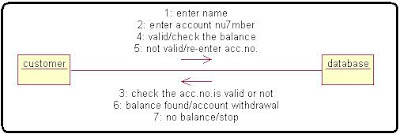 1: enter name
2: enter account nu7mber
4: valid/check the balance
5: not valid/re-enter acc.no.
customer
database
3: check the acc.no.is valid or not
6: balance found/account withdrawal
7: no balance/stop